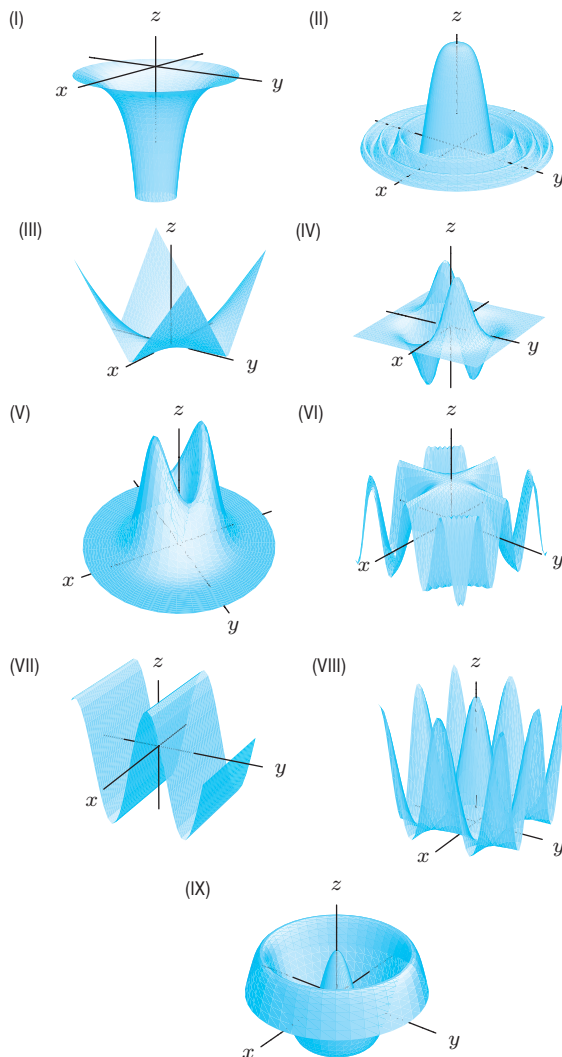 (I)
z
x
y
(II)
z
x
y
(III)
z
x
y
(IV)
z
x
y
(V)
z
x
y
(VI)
z
x
y
(VII)
z
x
y
(VIII)
z
x
y
(IX)
z
x
y